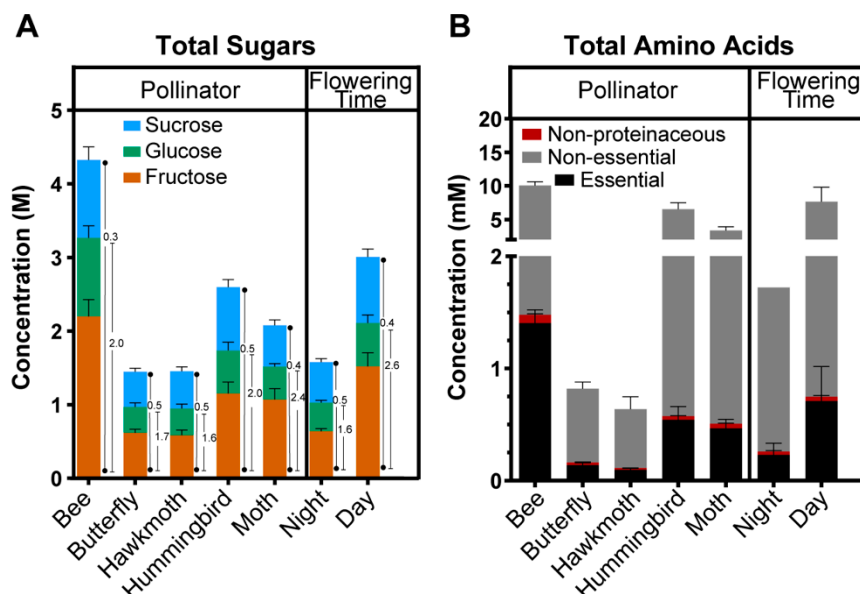 A
Total Sugars
Pollinator
Flowering
Time
Sucrose
Glucose
Fructose
Concentration (M)
5
4
3
2
1
0
0.3
2.0
0.5
1.7
0.5
1.6
0.5
2.0
0.4
2.4
0.5
1.6
0.4
2.6
Bee
Butterfly
Hawkmoth
Hummingbird
Moth
Night
Day
B
Total Amino Acids
Pollinator
Flowering
Time
Non-proteinaceous
Non-essential
Essential
Concentration (mM)
20
15
10
5
2
1
0
Bee
Butterfly
Hawkmoth
Hummingbird
Moth
Night
Day